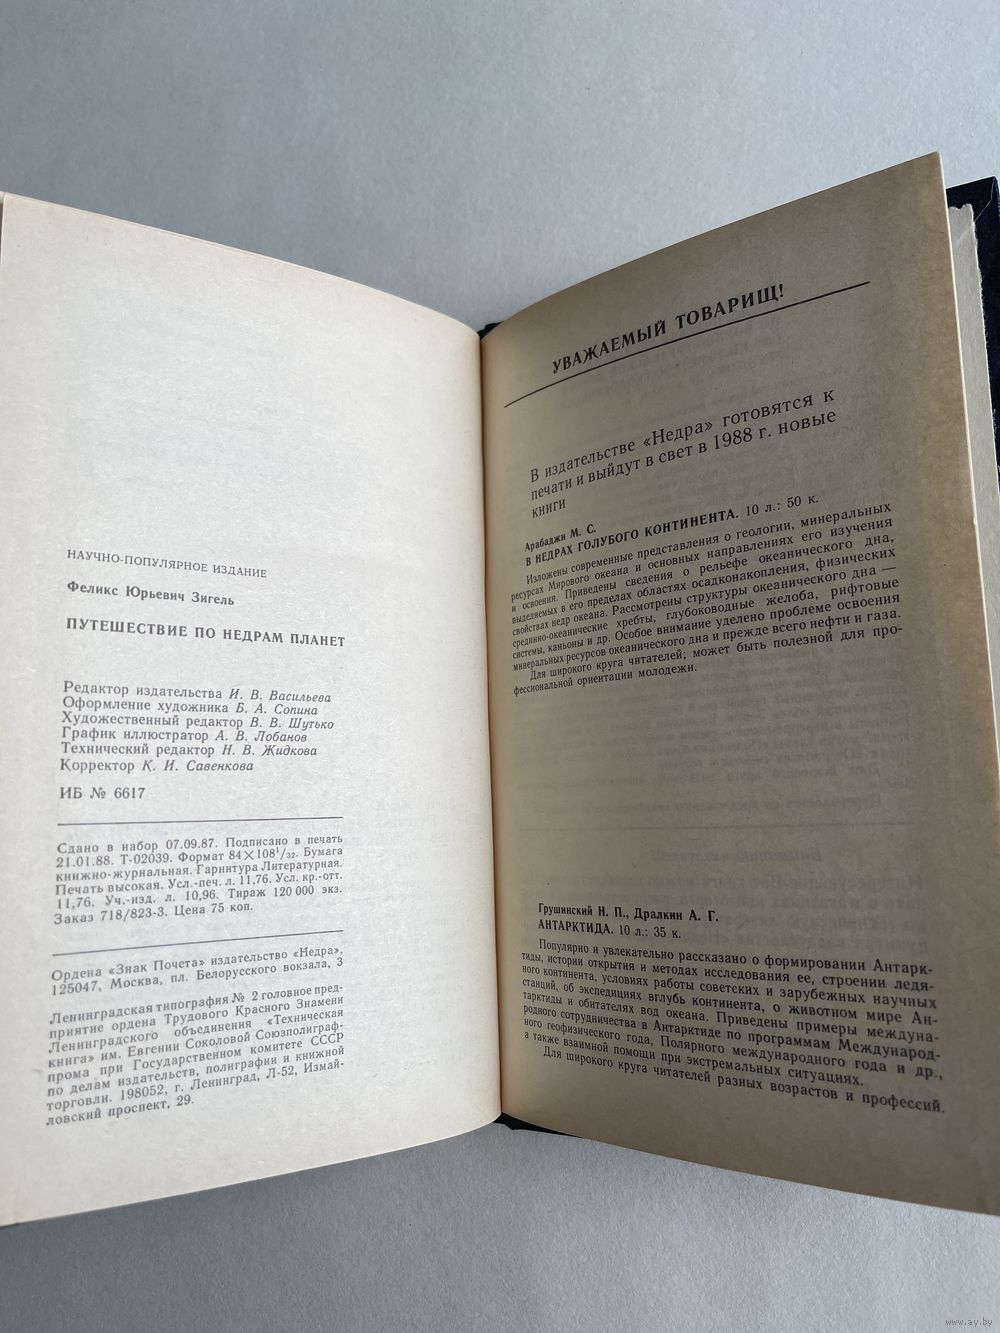 НАУЧНО-ПОПУЛЯРНОЕ ИЗДАНИЕ
Феликс Юрьевич Зигель
ПУТЕШЕСТВИЕ ПО НЕДРАМ ПЛАНЕТ
Редактор издательства И. В. Васильева
Оформление художника Б. А. Сопина
Художественный редактор В. В. Шутько
График иллюстратор А. В. Лобанов
Технический редактор Н. В. Жидкова
Корректор К. И. Савенкова
ИБ № 6617
Сдано в набор 07.09.87. Подписано в печать
21.01.88. Т-02039. Формат 84×108¹/₃₂. Бумага
книжно-журнальная. Гарнитура Литературная.
Печать высокая. Усл.-печ. л. 11,76. Усл. кр.-отт.
11,76. Уч.-изд. л. 10,96. Тираж 120 000 экз.
Заказ 718/823-3. Цена 75 коп.
Ордена «Знак Почета» издательство «Недра»,
125047, Москва, пл. Белорусского вокзала, 3
Ленинградская типография № 2 головное пред-
приятие ордена Трудового Красного Знамени
Ленинградского объединения «Техническая
книга» им. Евгении Соколовой Союзполиграф-
прома при Государственном комитете СССР
по делам издательств, полиграфии и книжной
торговли. 198052, г. Ленинград, Л-52, Измай-
ловский проспект, 29.
УВАЖАЕМЫЙ ТОВАРИЩ!
В издательстве «Недра» готовятся к
печати и выйдут в свет в 1988 г. новые
книги
Арабаджи М. С.
В НЕДРАХ ГОЛУБОГО КОНТИНЕНТА. 10 л.: 50 к.
Изложены современные представления о геологии, минеральных
ресурсах Мирового океана и основных направлениях его изучения
и освоения. Приведены сведения о рельефе океанического дна,
выделяемых в его пределах областях осадконакопления, физических
свойствах недр океана. Рассмотрены структуры океанического дна —
срединно-океанические хребты, глубоководные желоба, рифтовые
системы, каньоны и др. Особое внимание уделено проблеме освоения
минеральных ресурсов океанического дна и прежде всего нефти и газа.
Для широкого круга читателей; может быть полезной для про-
фессиональной ориентации молодежи.
Грушинский Н. П., Дралкин А. Г.
АНТАРКТИДА. 10 л.: 35 к.
Популярно и увлекательно рассказано о формировании Антарк-
тиды, истории открытия и методах исследования ее, строении ледя-
ного континента, условиях работы советских и зарубежных научных
станций, об экспедициях вглубь континента, о животном мире Ан-
тарктиды и обитателях вод океана. Приведены примеры междуна-
родного сотрудничества в Антарктиде по программам Международ-
ного геофизического года, Полярного международного года и др.,
а также взаимной помощи при экстремальных ситуациях.
Для широкого круга читателей разных возрастов и профессий.
www.ay.by